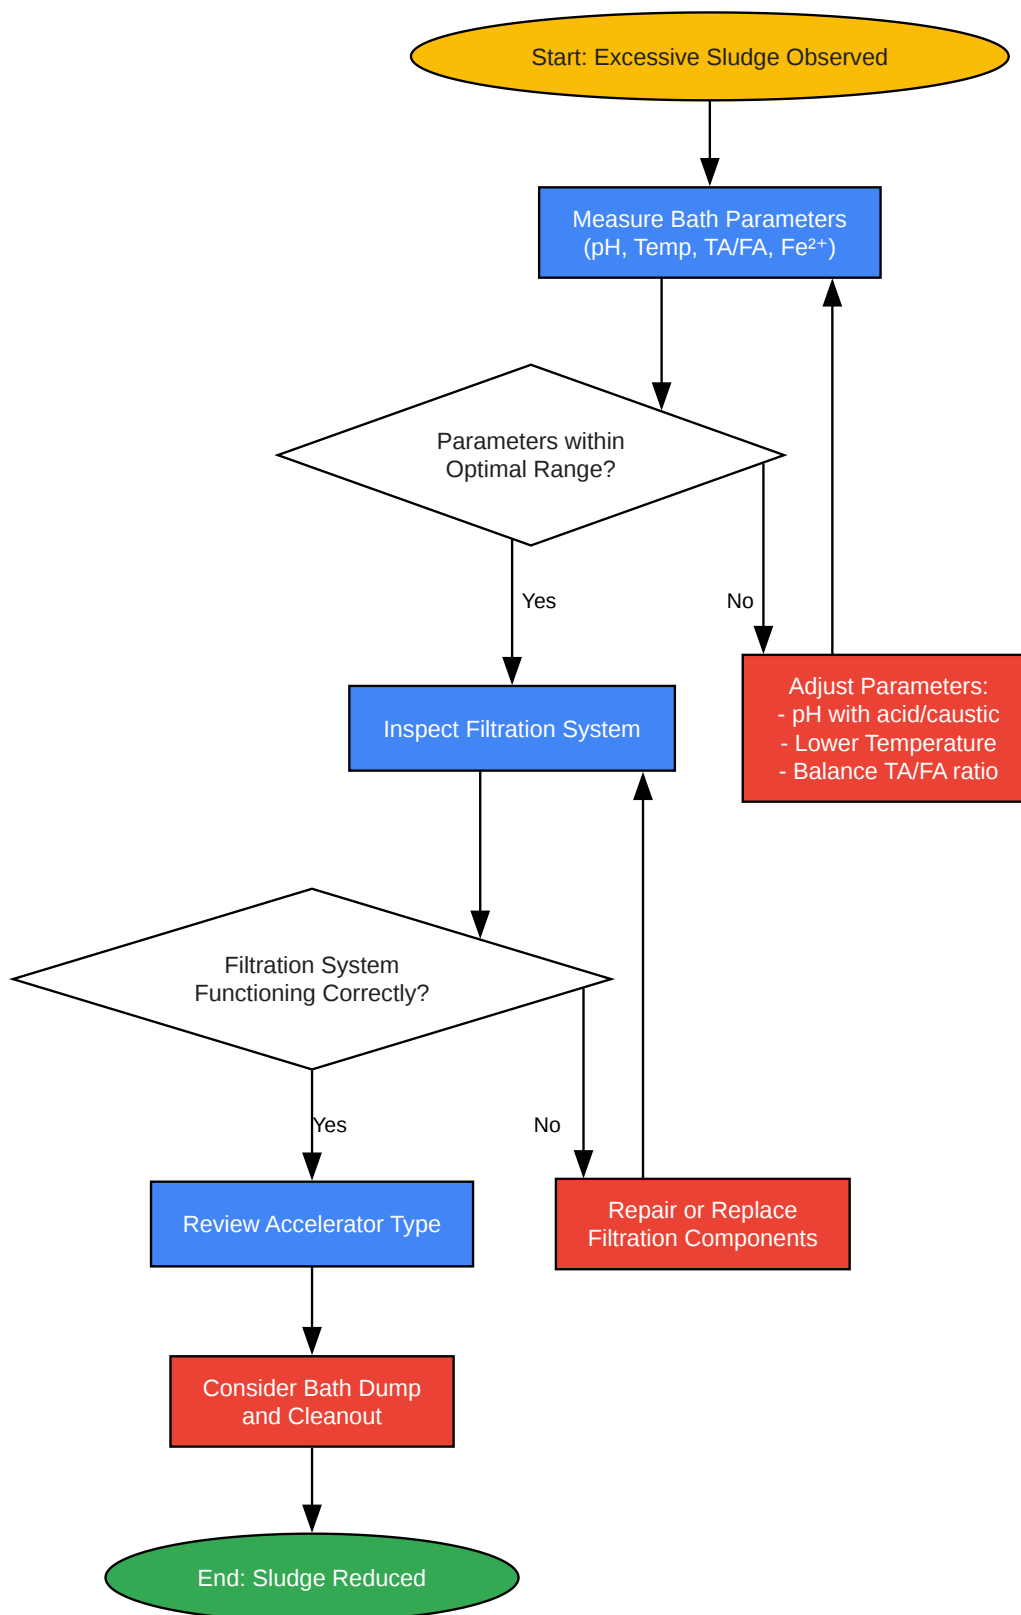 Start: Excessive Sludge Observed
Measure Bath Parameters
(pH, Temp, TA/FA, Fe²⁺)
Parameters within
Optimal Range?
Yes
No
Adjust Parameters:
- pH with acid/caustic
- Lower Temperature
- Balance TA/FA ratio
Inspect Filtration System
Filtration System
Functioning Correctly?
Yes
No
Review Accelerator Type
Repair or Replace
Filtration Components
Consider Bath Dump
and Cleanout
End: Sludge Reduced